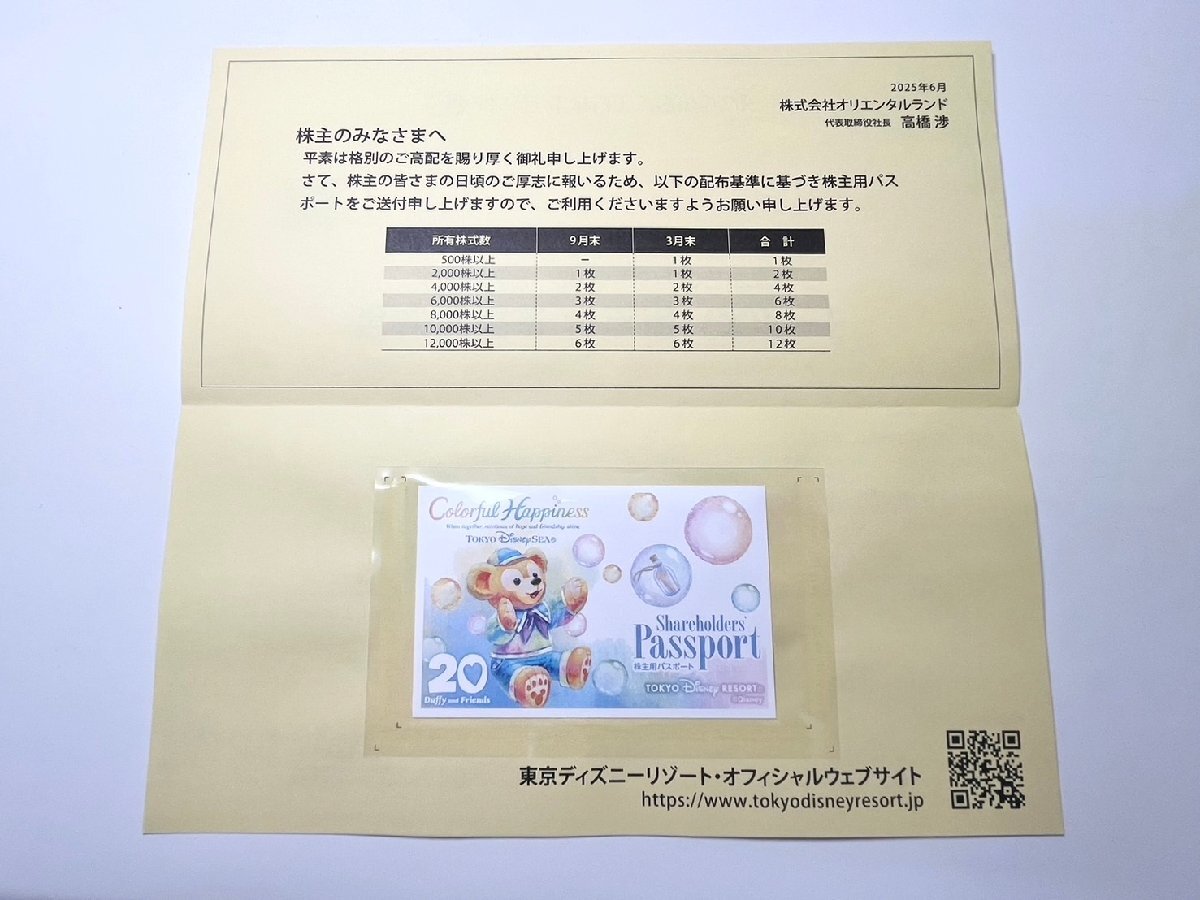 2025年6月
株式会社オリエンタルランド
代表取締役社長 高橋 渉
株主のみなさまへ
平素は格別のご高配を賜り厚く御礼申し上げます。
さて、株主の皆さまの日頃のご厚志に報いるため、以下の配布基準に基づき株主用パス
ポートをご送付申し上げますので、ご利用くださいますようお願い申し上げます。
所有株式数 9月末 3月末 合計
500株以上 － 1枚 1枚
2,000株以上 1枚 1枚 2枚
4,000株以上 2枚 2枚 4枚
6,000株以上 3枚 3枚 6枚
8,000株以上 4枚 4枚 8枚
10,000株以上 5枚 5枚 10枚
12,000株以上 6枚 6枚 12枚
Colorful Happiness
When together, rainbows of hope and friendship shine
TOKYO DISNEYSEA®
20
Duffy and Friends
Shareholders'
Passport
株主用パスポート
TOKYO DISNEY RESORT®
©Disney
東京ディズニーリゾート・オフィシャルウェブサイト
https://www.tokyodisneyresort.jp